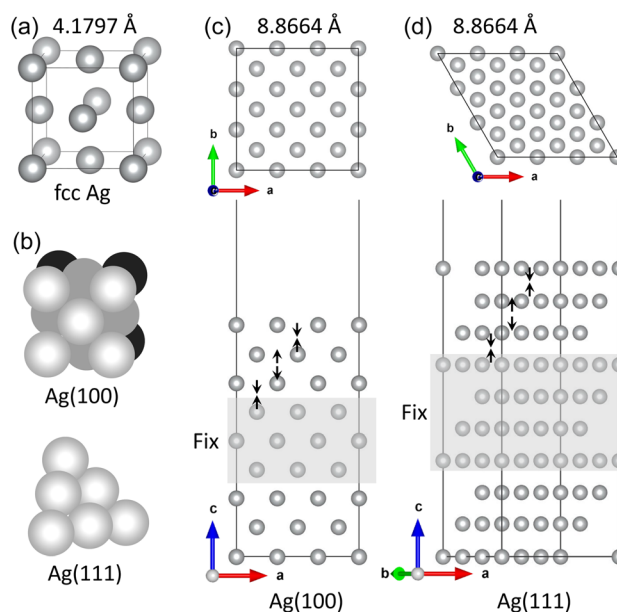 (a) 4.1797 Å
fcc Ag
(b)
Ag(100)
Ag(111)
(c) 8.8664 Å
b
a
Fix
c
a
Ag(100)
(d) 8.8664 Å
b
a
Fix
c
b
a
Ag(111)